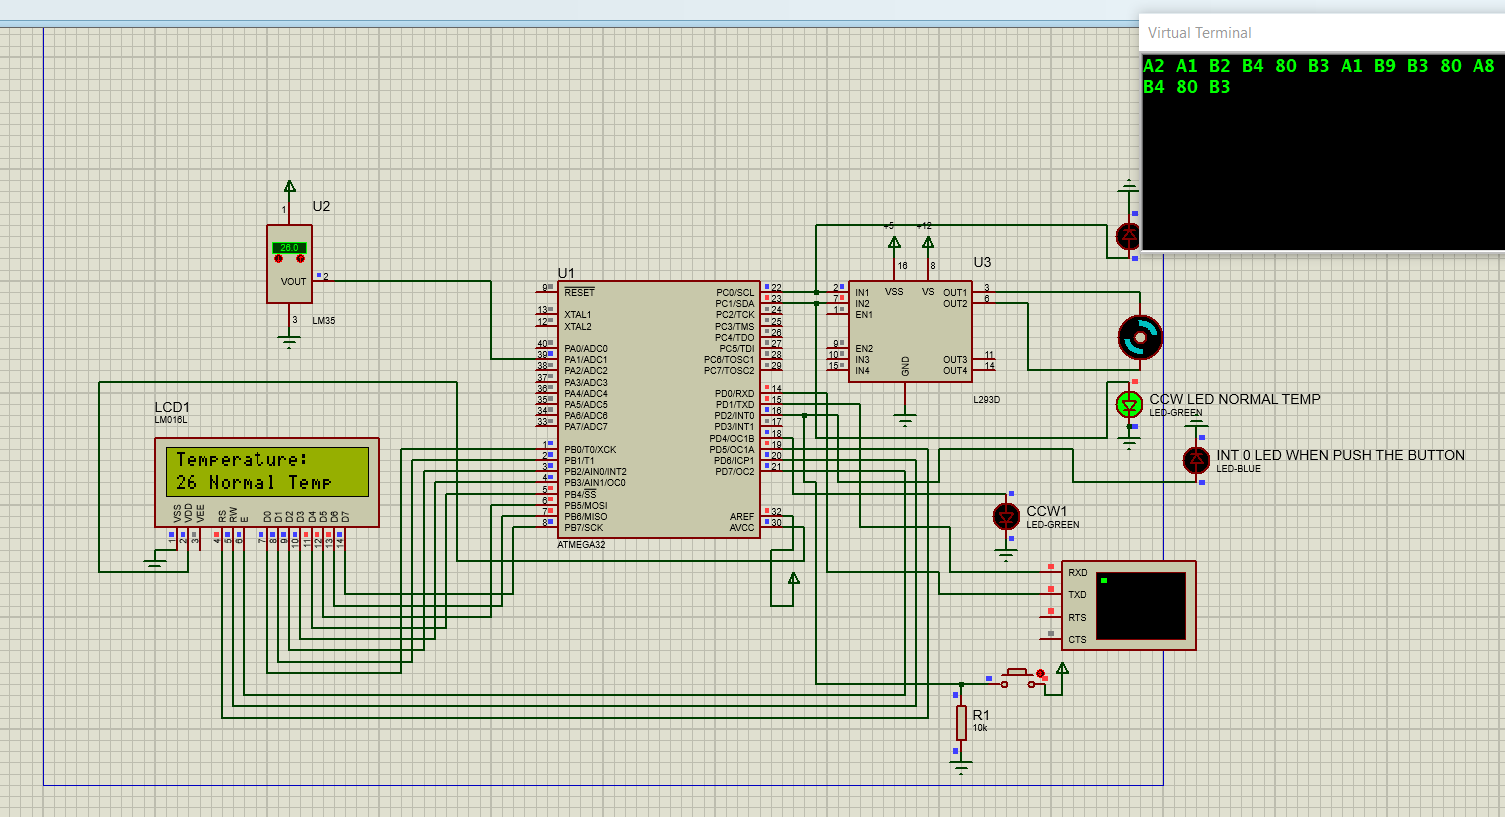 Virtual Terminal
A2 A1 B2 B4 80 B3 A1 B9 B3 80 A8
B4 80 B3
U2
1
26.0
VOUT
2
3
LM35
U1
9
RESET
13
XTAL1
12
XTAL2
40
PA0/ADC0
39
PA1/ADC1
38
PA2/ADC2
37
PA3/ADC3
36
PA4/ADC4
35
PA5/ADC5
34
PA6/ADC6
33
PA7/ADC7
1
PB0/T0/XCK
2
PB1/T1
3
PB2/AIN0/INT2
4
PB3/AIN1/OC0
5
PB4/SS
6
PB5/MOSI
7
PB6/MISO
8
PB7/SCK
PC0/SCL
22
PC1/SDA
23
PC2/TCK
24
PC3/TMS
25
PC4/TDO
26
PC5/TDI
27
PC6/TOSC1
28
PC7/TOSC2
29
PD0/RXD
14
PD1/TXD
15
PD2/INT0
16
PD3/INT1
17
PD4/OC1B
18
PD5/OC1A
19
PD6/ICP1
20
PD7/OC2
21
AREF
32
AVCC
30
ATMEGA32
+5
+12
U3
16
8
2
IN1
7
IN2
1
EN1
9
EN2
10
IN3
15
IN4
VSS
VS
GND
OUT1
3
OUT2
6
OUT3
11
OUT4
14
L293D
CCW LED NORMAL TEMP
LED-GREEN
INT 0 LED WHEN PUSH THE BUTTON
LED-BLUE
CCW1
LED-GREEN
LCD1
LM016L
Temperature:
26 Normal Temp
VSS
VDD
VEE
RS
RW
E
D0
D1
D2
D3
D4
D5
D6
D7
1
2
3
4
5
6
7
8
9
10
11
12
13
14
RXD
TXD
RTS
CTS
R1
10k